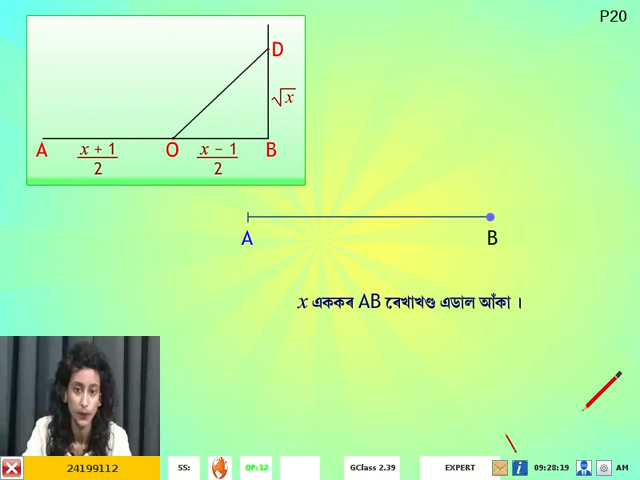 P20
D
√x
A (x + 1)/2 O (x − 1)/2 B
A B
x এককৰ AB ৰেখাখণ্ড এডাল আঁকা ।
24199112 SS: QP:12 GClass 2.39 EXPERT 09:28:19 AM